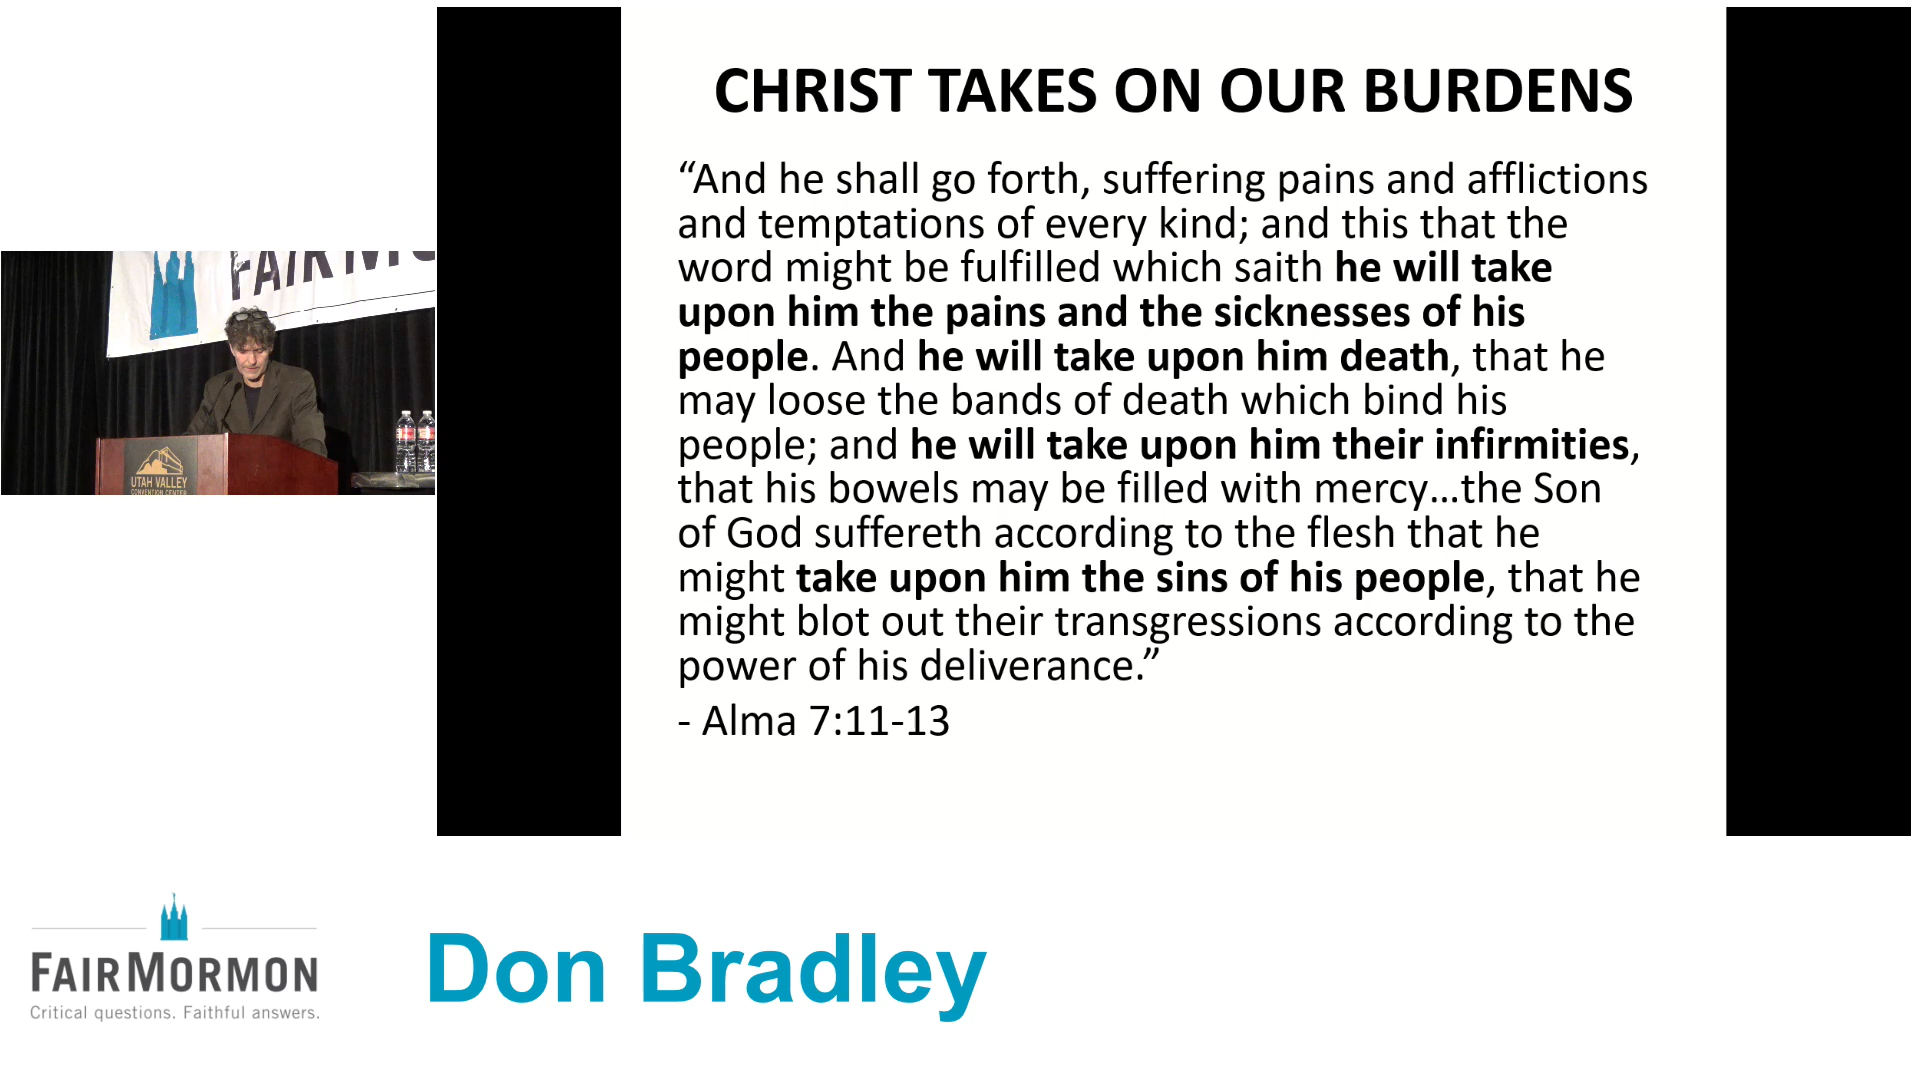 CHRIST TAKES ON OUR BURDENS
“And he shall go forth, suffering pains and afflictions
and temptations of every kind; and this that the
word might be fulfilled which saith he will take
upon him the pains and the sicknesses of his
people. And he will take upon him death, that he
may loose the bands of death which bind his
people; and he will take upon him their infirmities,
that his bowels may be filled with mercy…the Son
of God suffereth according to the flesh that he
might take upon him the sins of his people, that he
might blot out their transgressions according to the
power of his deliverance.”
- Alma 7:11-13
FAIR MO
UTAH VALLEY
CONVENTION CENTER
FAIRMORMON
Critical questions. Faithful answers.
Don Bradley